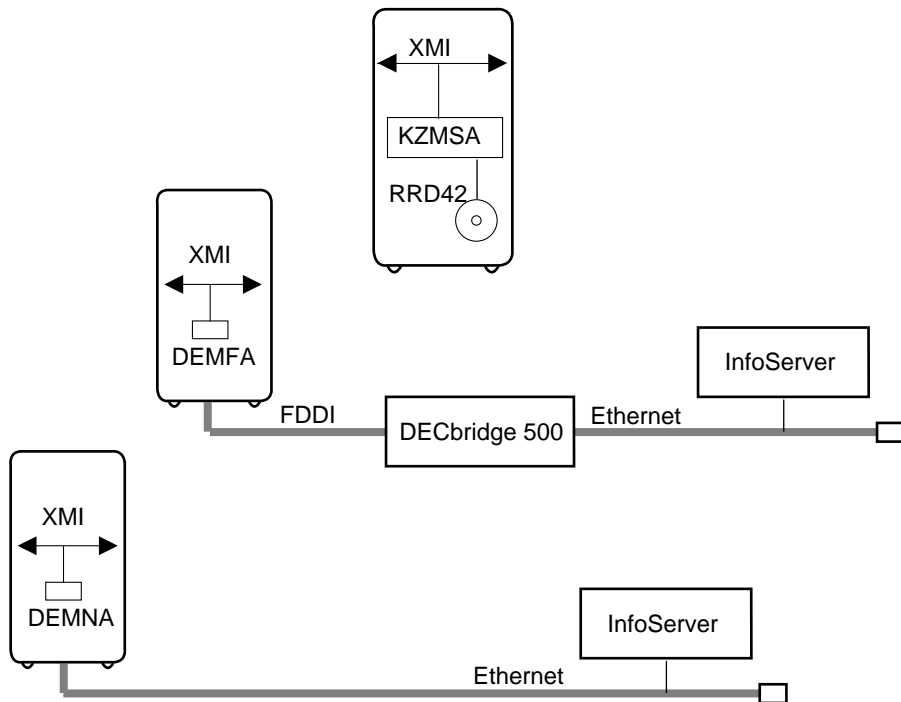 XMI
KZMSA
RRD42
XMI
DEMFA
FDDI
DECbridge 500
Ethernet
InfoServer
XMI
DEMNA
Ethernet
InfoServer